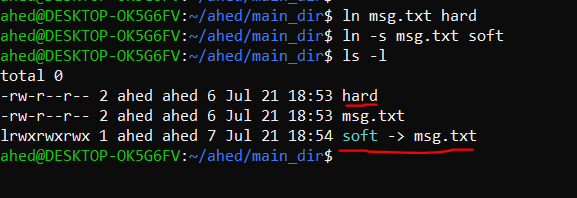 ahed@DESKTOP-OK5G6FV:~/ahed/main_dir$ ln msg.txt hard
ahed@DESKTOP-OK5G6FV:~/ahed/main_dir$ ln -s msg.txt soft
ahed@DESKTOP-OK5G6FV:~/ahed/main_dir$ ls -l
total 0
-rw-r--r-- 2 ahed ahed 6 Jul 21 18:53 hard
-rw-r--r-- 2 ahed ahed 6 Jul 21 18:53 msg.txt
lrwxrwxrwx 1 ahed ahed 7 Jul 21 18:54 soft -> msg.txt
ahed@DESKTOP-OK5G6FV:~/ahed/main_dir$